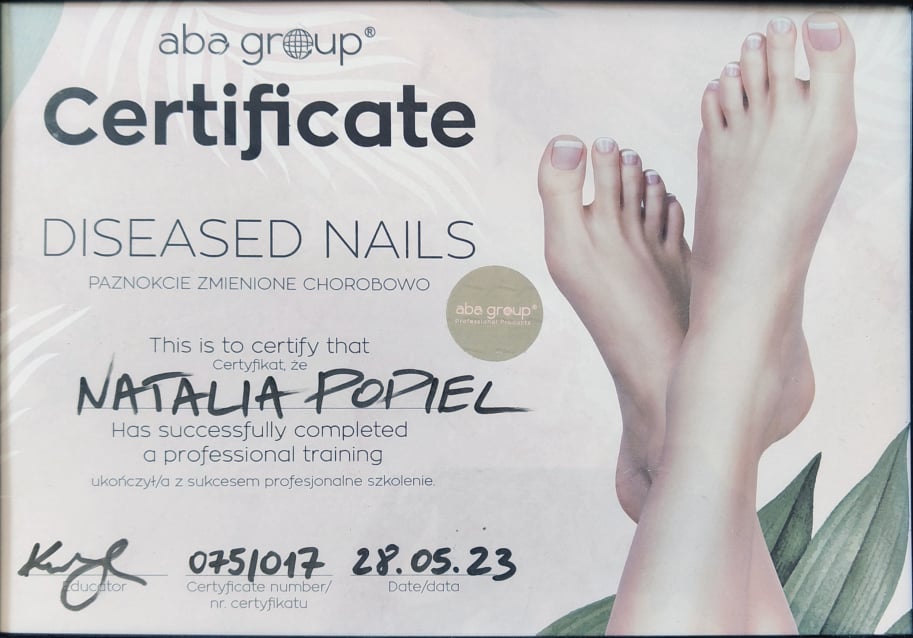 aba group®
Certificate
DISEASED NAILS
PAZNOKCIE ZMIENIONE CHOROBOWO
aba group®
Professional Products
This is to certify that
Certyfikat, że
NATALIA POPIEL
Has successfully completed
a professional training
ukończył/a z sukcesem profesjonalne szkolenie.
075/017 28.05.23
Educator Certyficate number/ Date/data
nr. certyfikatu